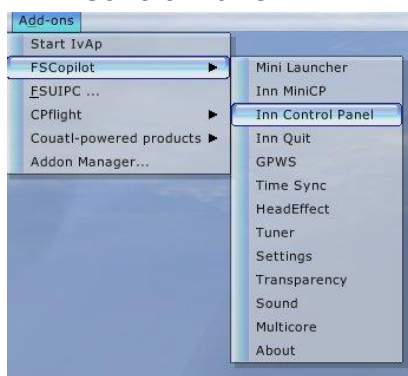 Add-ons
Start IvAp
FSCopilot
FSUIPC ...
CPflight
Couatl-powered products
Addon Manager...
Mini Launcher
Inn MiniCP
Inn Control Panel
Inn Quit
GPWS
Time Sync
HeadEffect
Tuner
Settings
Transparency
Sound
Multicore
About